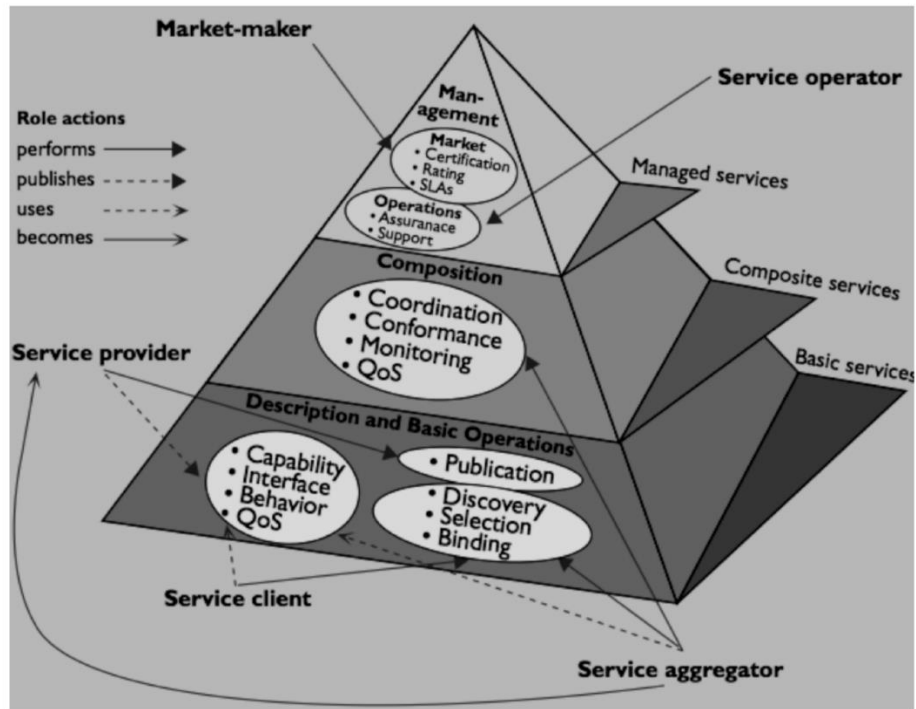 Market-maker
Service operator
Role actions
performs
publishes
uses
becomes
Man-
agement
Market
• Certification
• Rating
• SLAs
Operations
• Assuranace
• Support
Managed services
Composition
• Coordination
• Conformance
• Monitoring
• QoS
Composite services
Service provider
Basic services
Description and Basic Operations
• Capability
• Interface
• Behavior
• QoS
• Publication
• Discovery
• Selection
• Binding
Service client
Service aggregator